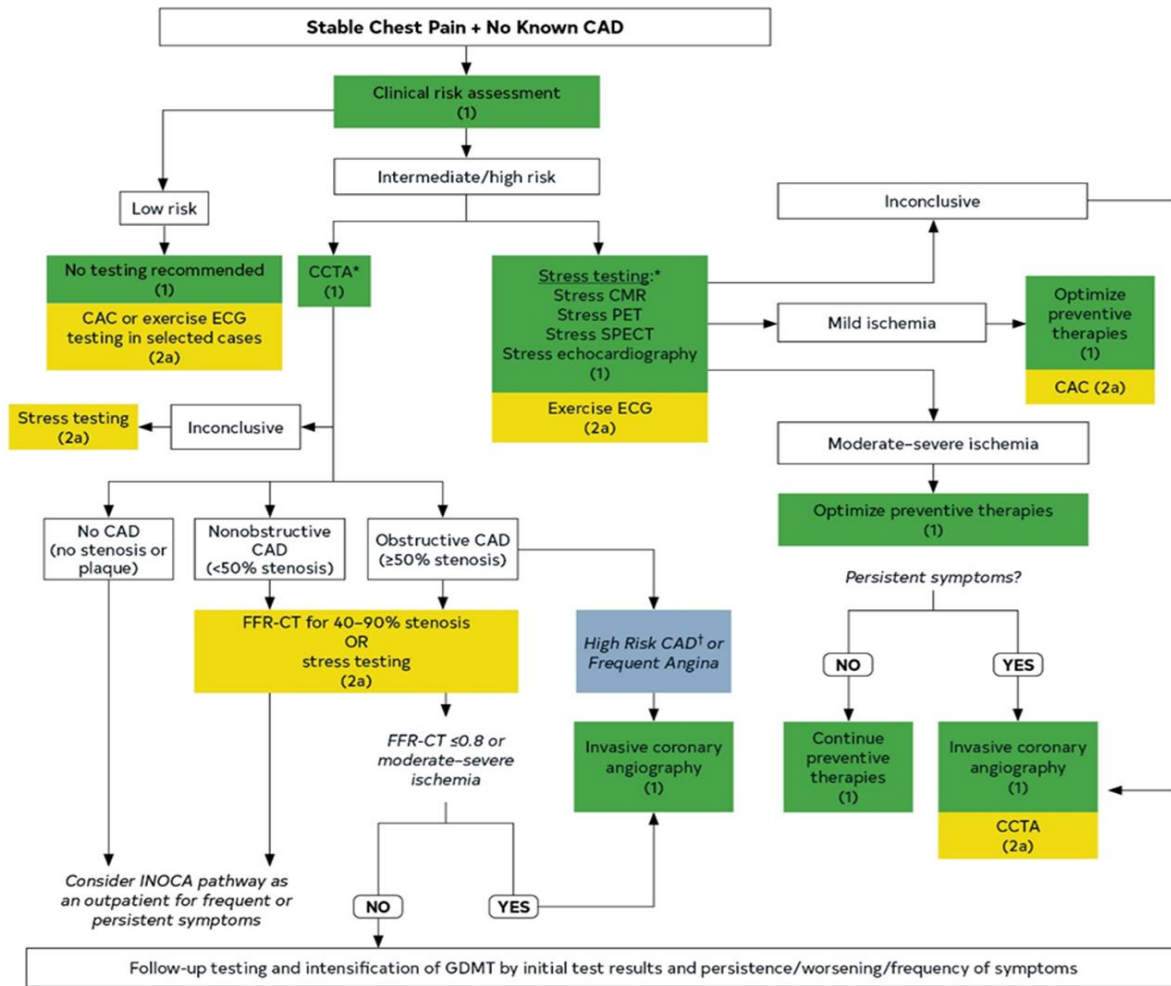 Stable Chest Pain + No Known CAD
Clinical risk assessment
(1)
Intermediate/high risk
Low risk
Inconclusive
No testing recommended
(1)
CAC or exercise ECG
testing in selected cases
(2a)
CCTA*
(1)
Stress testing:*
Stress CMR
Stress PET
Stress SPECT
Stress echocardiography
(1)
Exercise ECG
(2a)
Mild ischemia
Optimize
preventive
therapies
(1)
CAC (2a)
Stress testing
(2a)
Inconclusive
Moderate–severe ischemia
Optimize preventive therapies
(1)
No CAD
(no stenosis or
plaque)
Nonobstructive
CAD
(<50% stenosis)
Obstructive CAD
(≥50% stenosis)
Persistent symptoms?
FFR-CT for 40–90% stenosis
OR
stress testing
(2a)
High Risk CAD† or
Frequent Angina
NO
YES
FFR-CT ≤0.8 or
moderate–severe
ischemia
Invasive coronary
angiography
(1)
Continue
preventive
therapies
(1)
Invasive coronary
angiography
(1)
CCTA
(2a)
Consider INOCA pathway as
an outpatient for frequent or
persistent symptoms
NO
YES
Follow-up testing and intensification of GDMT by initial test results and persistence/worsening/frequency of symptoms